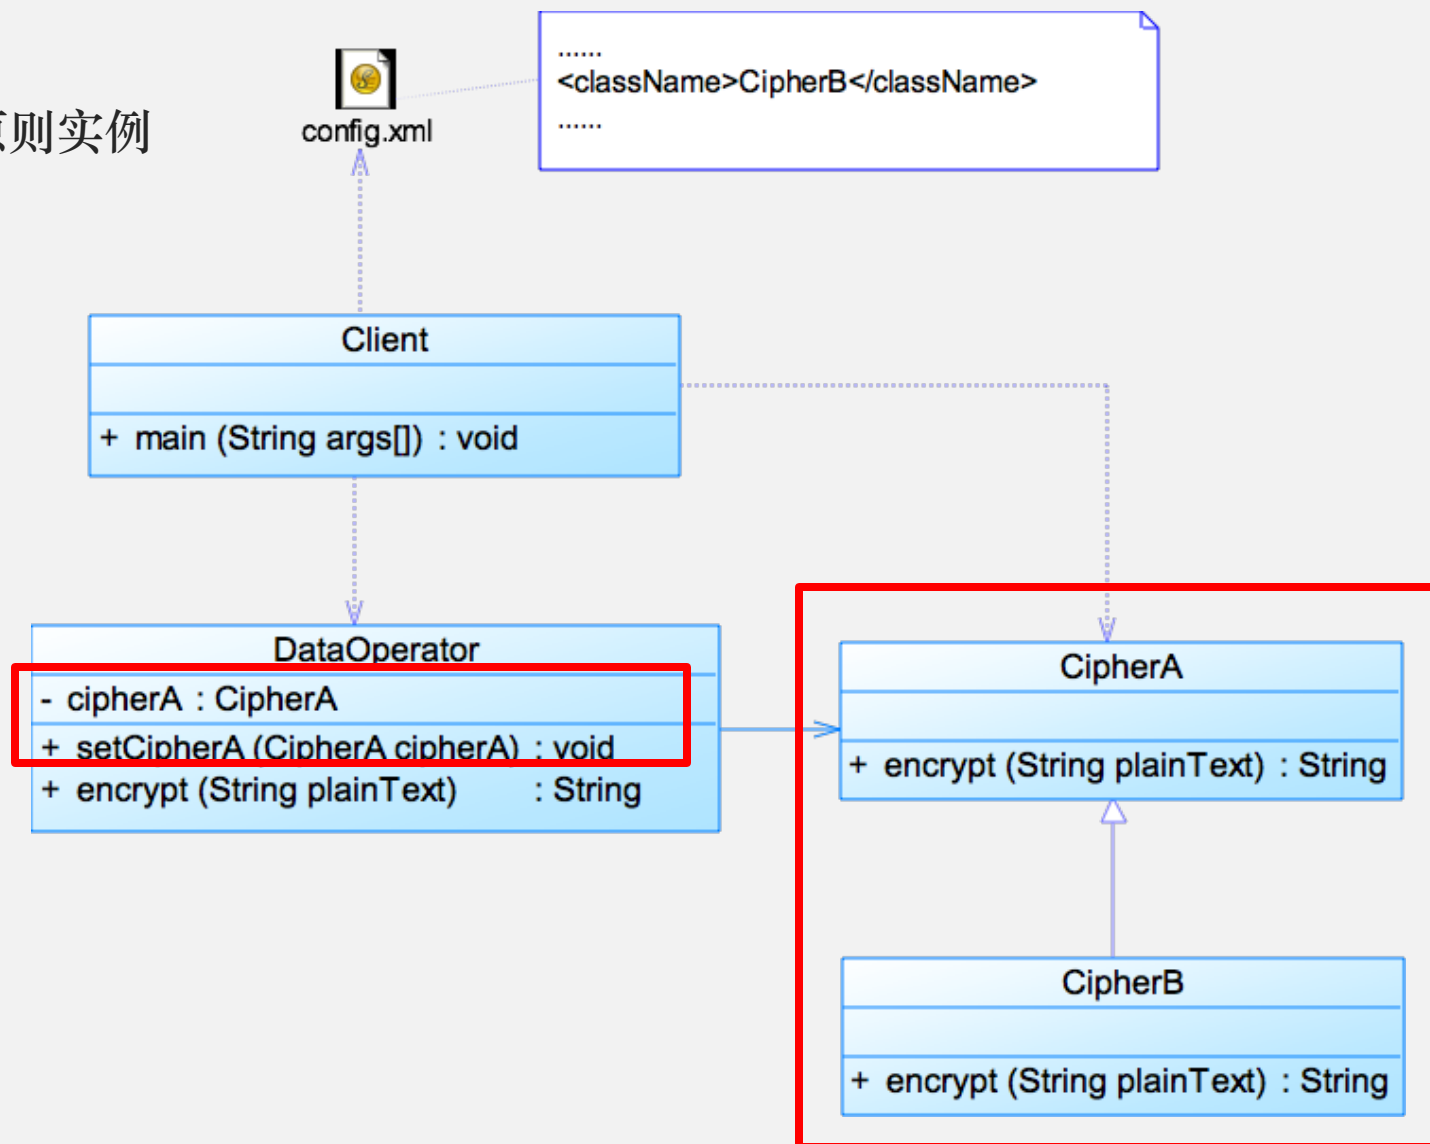 ......
<className>CipherB</className>
......
config.xml
则实例
Client
+ main (String args[]) : void
DataOperator
- cipherA : CipherA
+ setCipherA (CipherA cipherA) : void
+ encrypt (String plainText) : String
CipherA
+ encrypt (String plainText) : String
CipherB
+ encrypt (String plainText) : String